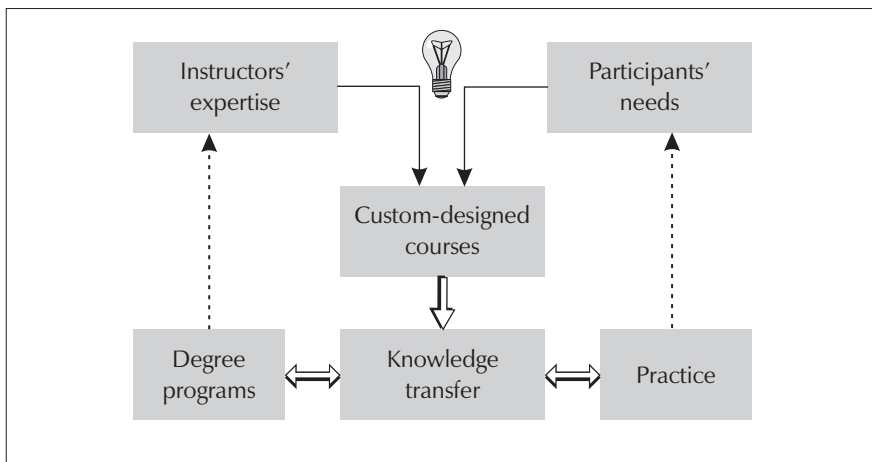 Instructors’
expertise
Participants’
needs
Custom-designed
courses
Degree
programs
Knowledge
transfer
Practice